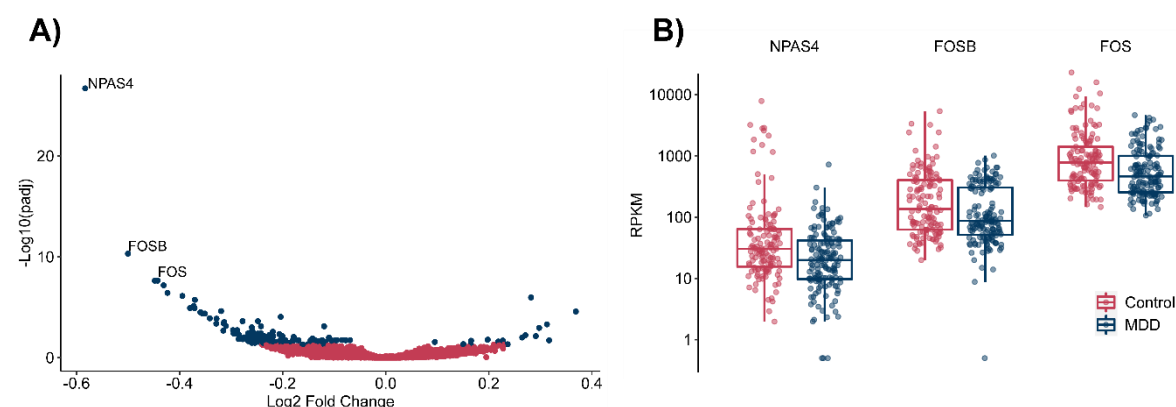 A)
NPAS4
20
-Log10(padj)
10
FOSB
FOS
0
-0.6
-0.4
-0.2
0.0
0.2
0.4
Log2 Fold Change
B)
NPAS4
FOSB
FOS
10000
1000
RPKM
100
10
1
Control
MDD